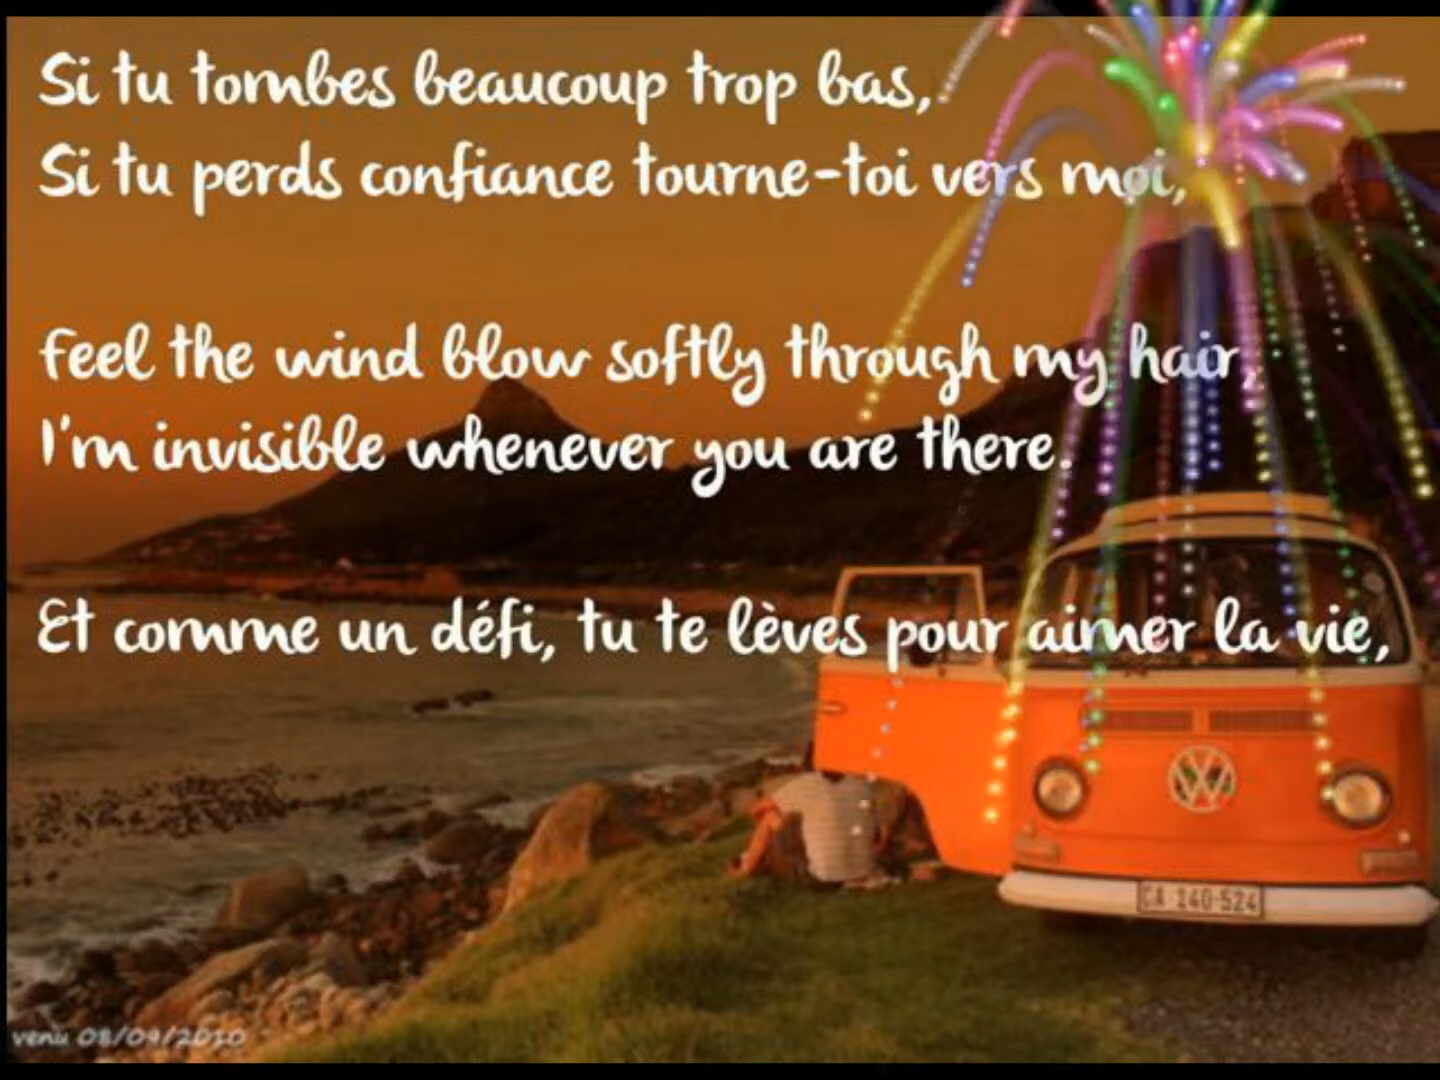 Si tu tombes beaucoup trop bas,
Si tu perds confiance tourne-toi vers moi,
Feel the wind blow softly through my hair,
I'm invisible whenever you are there.
Et comme un défi, tu te lèves pour aimer la vie,
CA 140-524
venu 08/09/2010